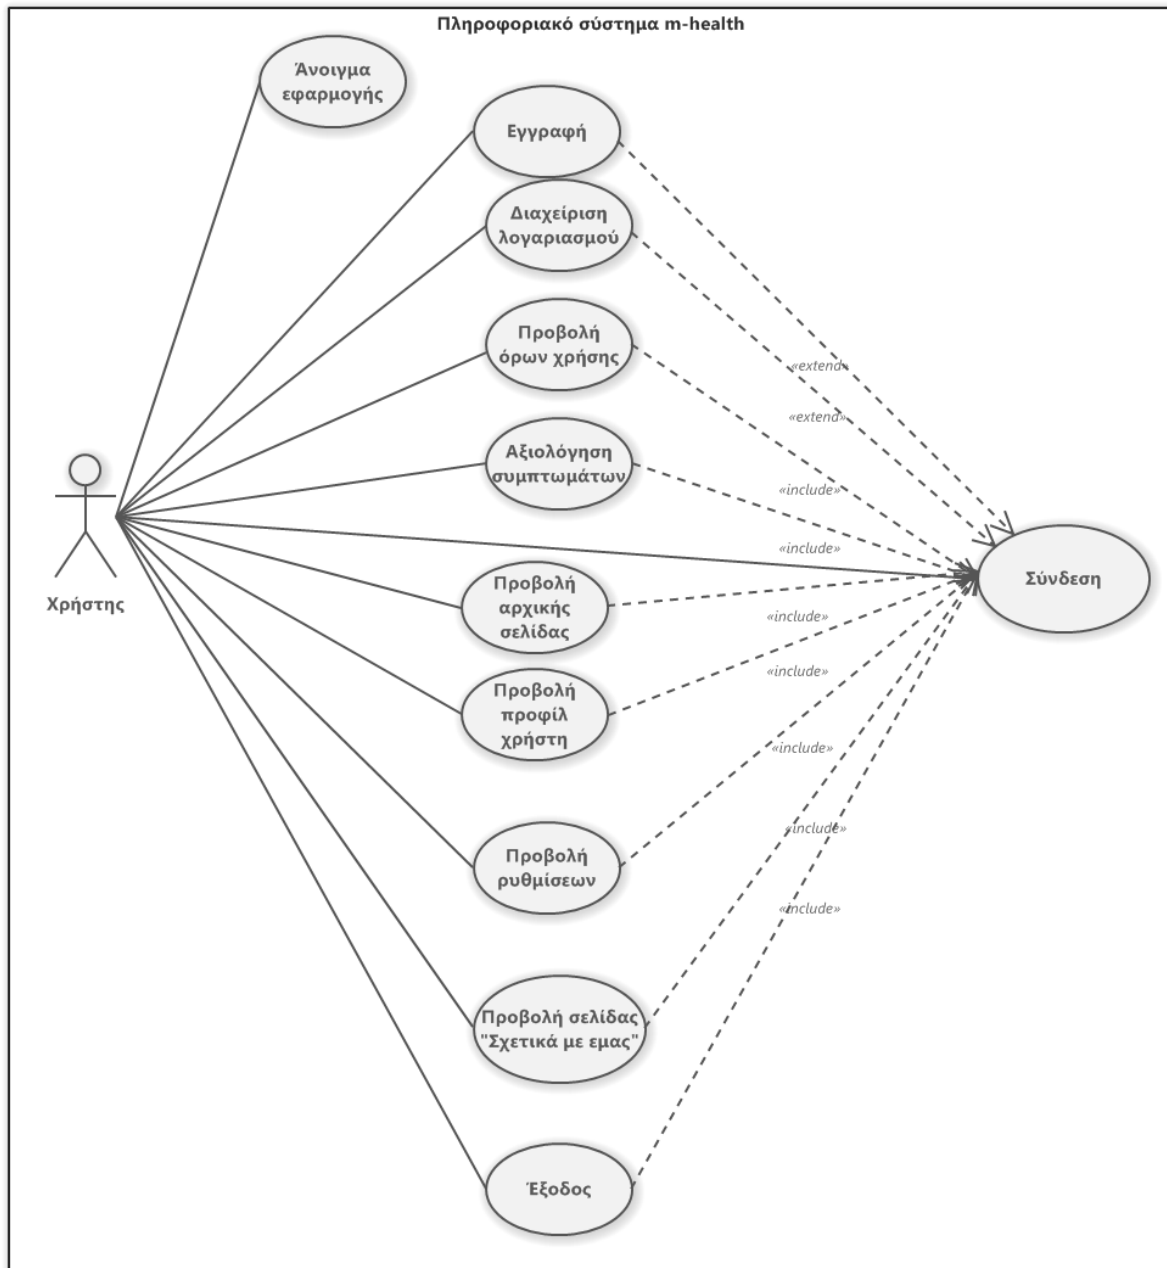 Πληροφοριακό σύστημα m-health
Άνοιγμα
εφαρμογής
Εγγραφή
Διαχείριση
λογαριασμού
Προβολή
όρων χρήσης
«extend»
«extend»
Αξιολόγηση
συμπτωμάτων
«include»
«include»
Χρήστης
Σύνδεση
Προβολή
αρχικής
σελίδας
«include»
Προβολή
προφίλ
χρήστη
«include»
«include»
Προβολή
ρυθμίσεων
«include»
«include»
Προβολή σελίδας
"Σχετικά με εμας"
Έξοδος